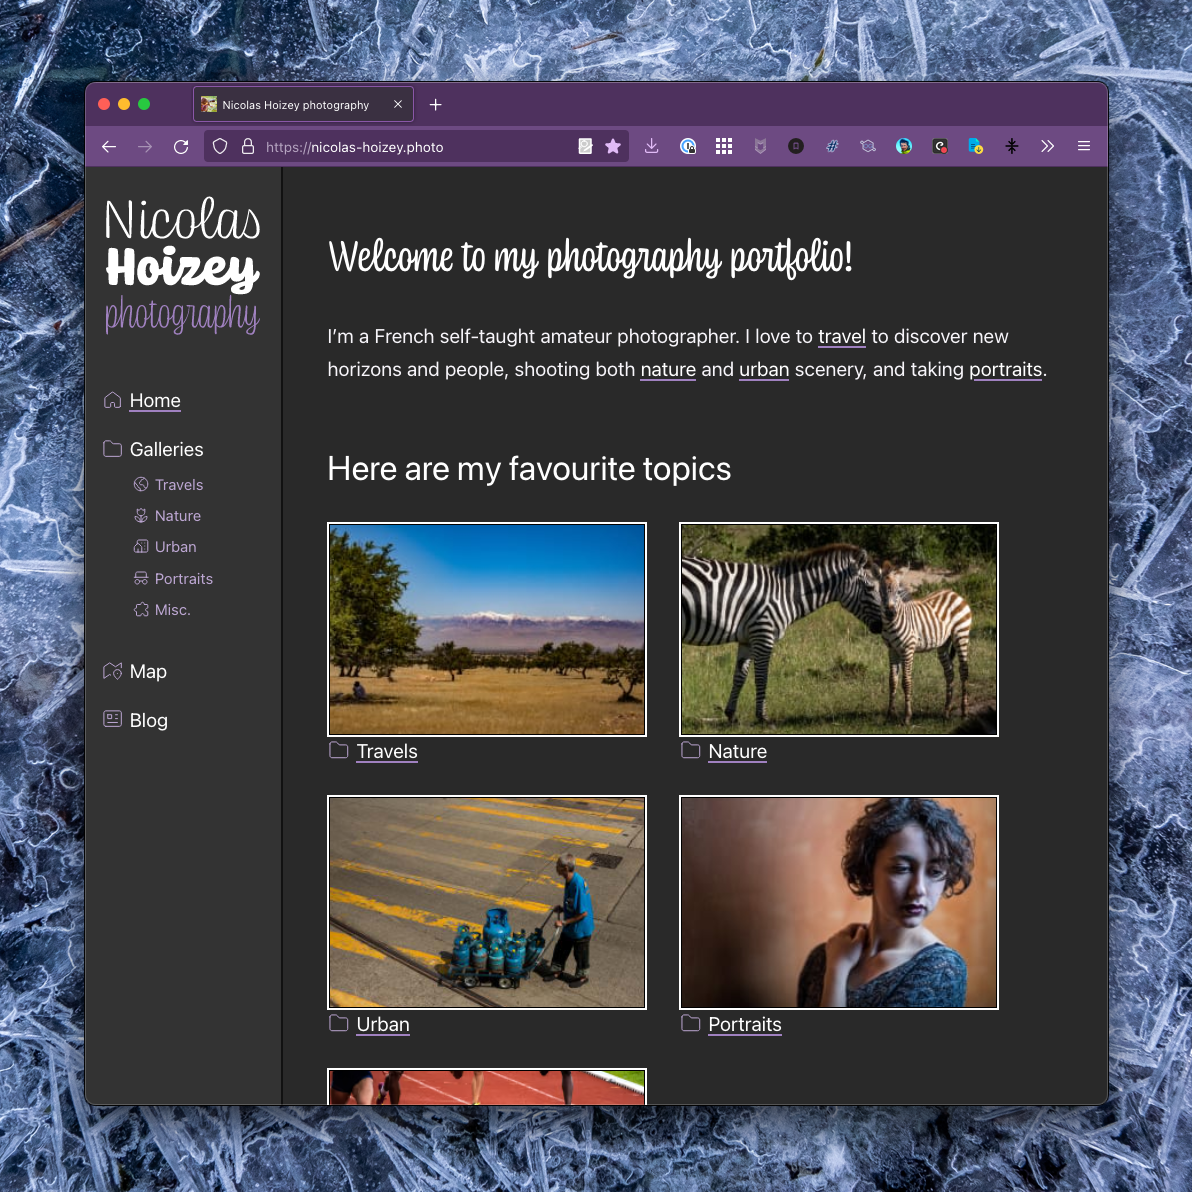 Nicolas Hoizey photography
https://nicolas-hoizey.photo
Nicolas
Hoizey
photography
Home
Galleries
Travels
Nature
Urban
Portraits
Misc.
Map
Blog
Welcome to my photography portfolio!
I’m a French self-taught amateur photographer. I love to travel to discover new
horizons and people, shooting both nature and urban scenery, and taking portraits.
Here are my favourite topics
Travels
Nature
Urban
Portraits